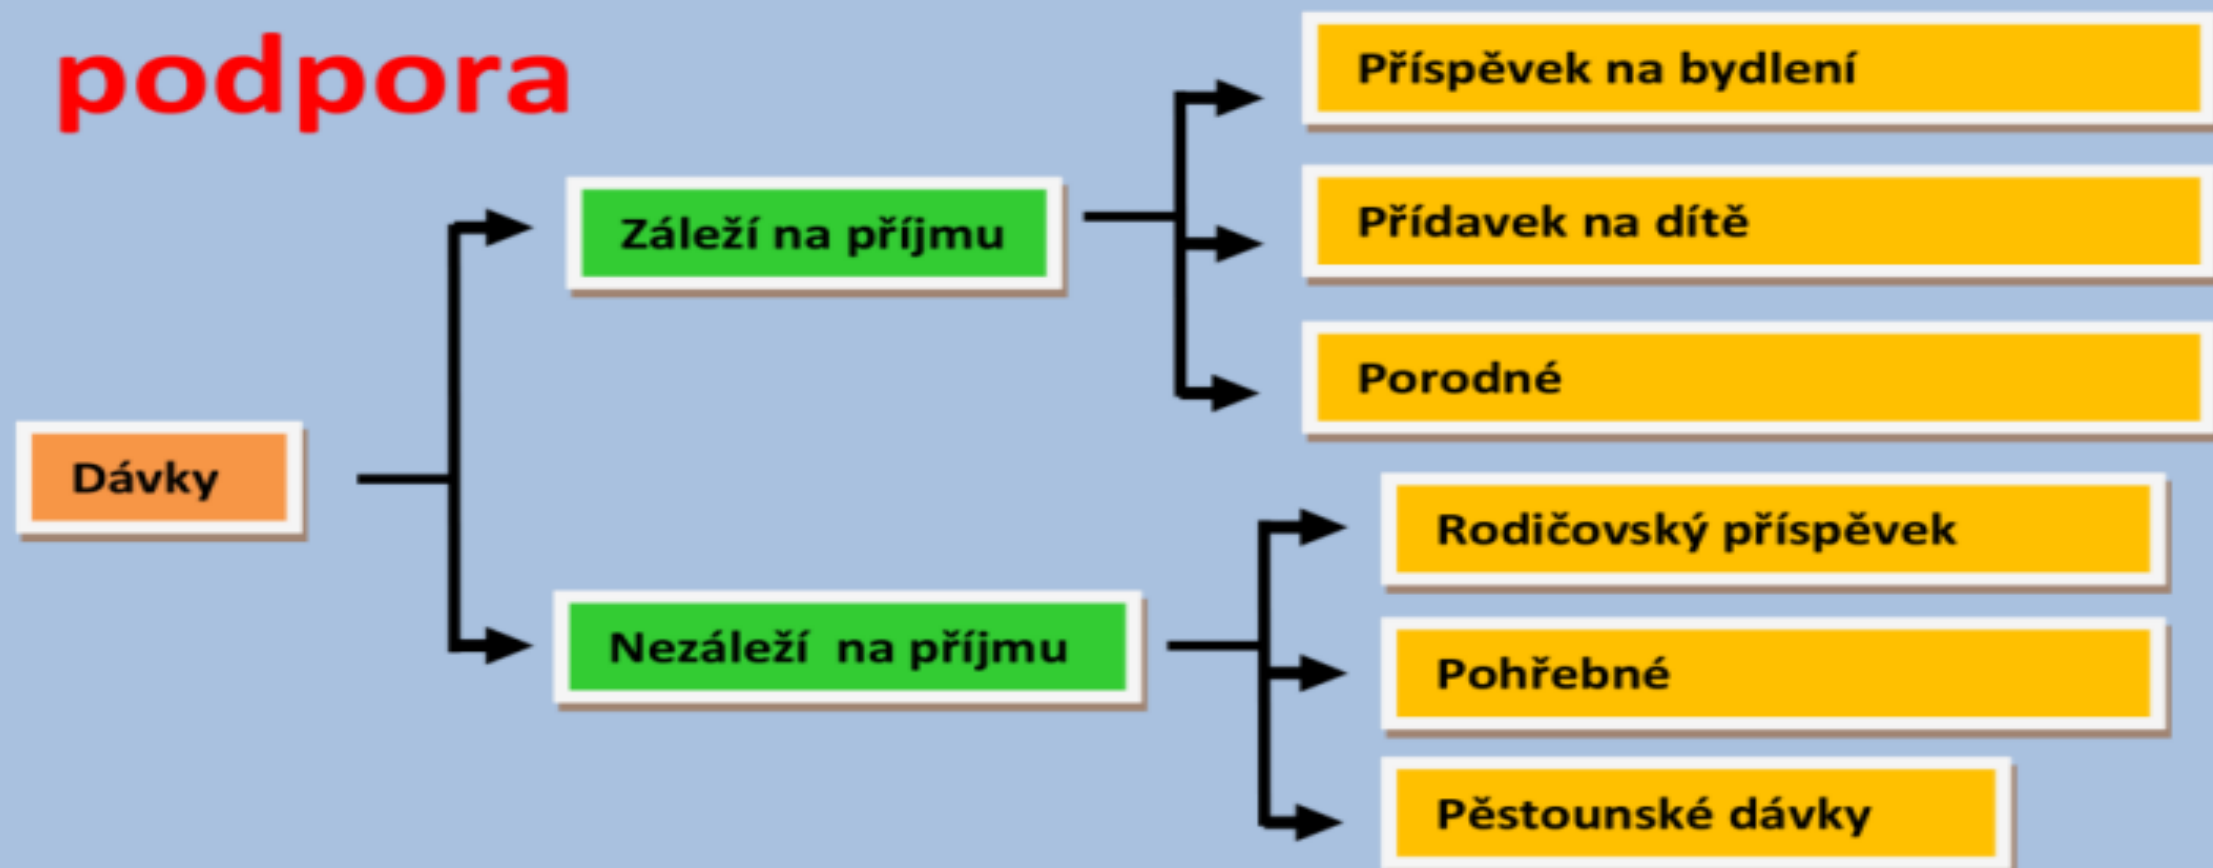 podpora
Dávky
Záleží na příjmu
Příspěvek na bydlení
Přídavek na dítě
Porodné
Nezáleží na příjmu
Rodičovský příspěvek
Pohřebné
Pěstounské dávky